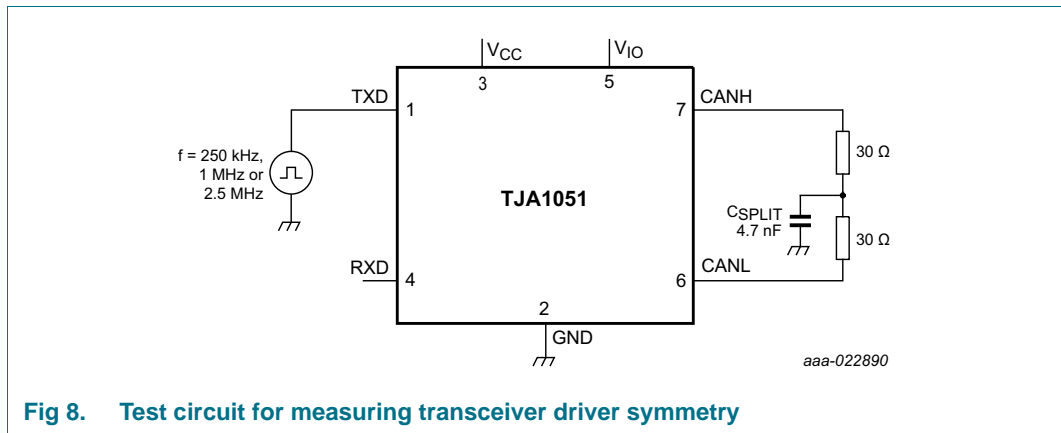 VCC
VIO
3
5
TXD
1
7
CANH
f = 250 kHz,
1 MHz or
2.5 MHz
30 Ω
TJA1051
CSPLIT
4.7 nF
30 Ω
RXD
4
6
CANL
2
GND
aaa-022890
Fig 8. Test circuit for measuring transceiver driver symmetry